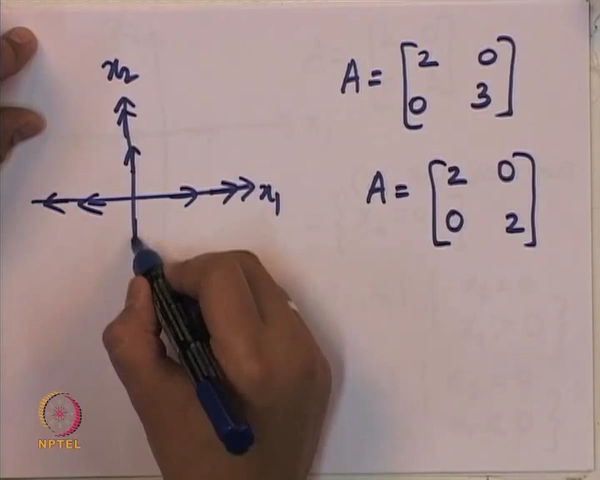 x₂
x₁
A = [2 0
0 3]
A = [2 0
0 2]
NPTEL